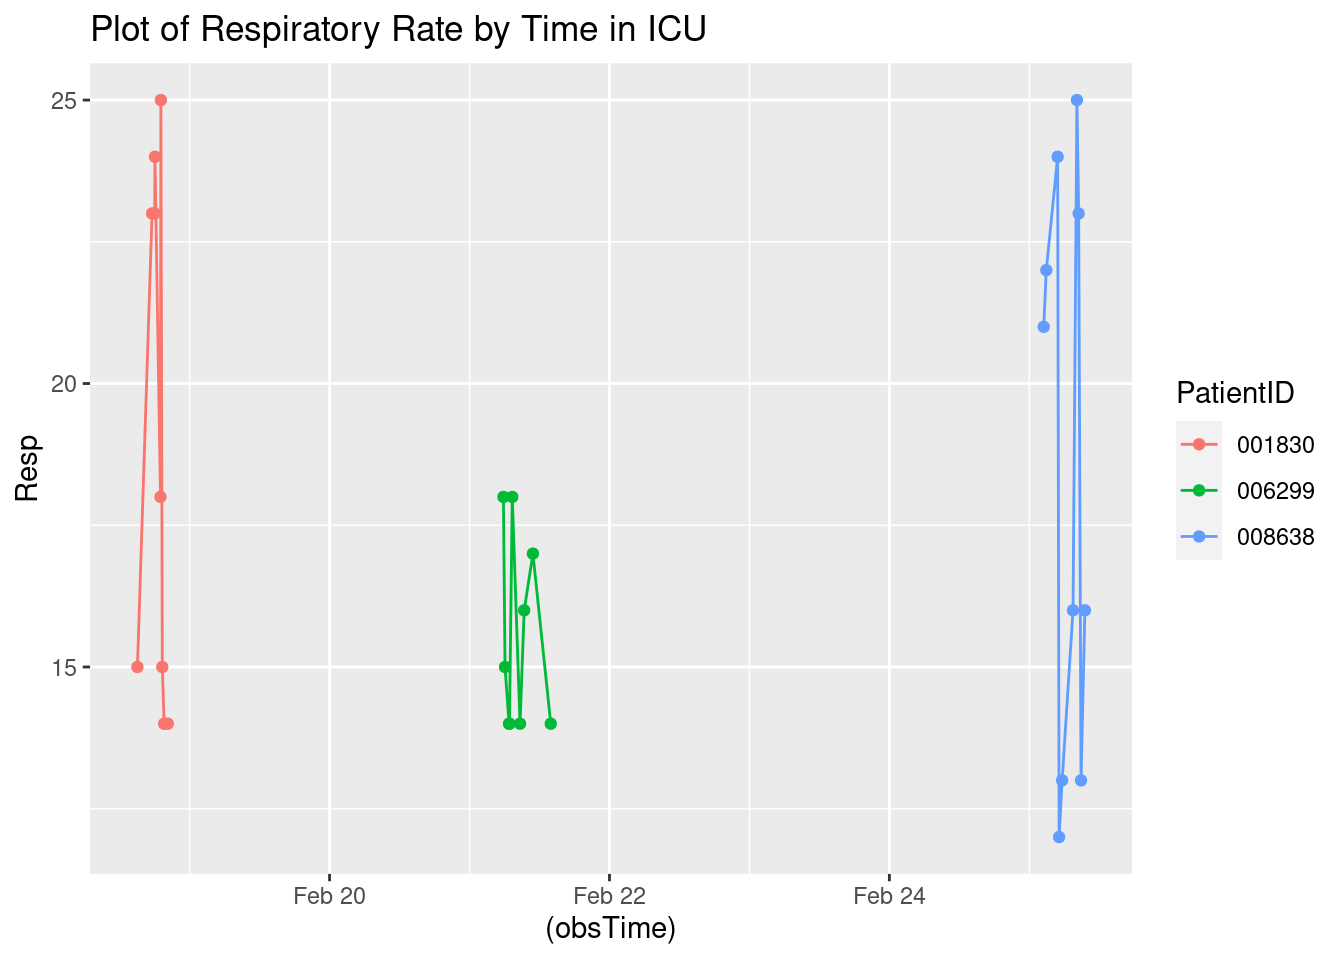 Plot of Respiratory Rate by Time in ICU
25
20
15
Resp
Feb 20
Feb 22
Feb 24
(obsTime)
PatientID
001830
006299
008638